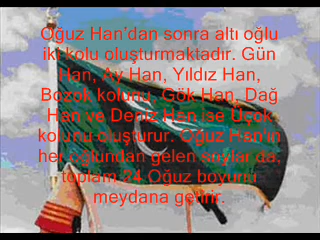 Oğuz Han'dan sonra altı oğlu
iki kolu oluşturmaktadır. Gün
Han, Ay Han, Yıldız Han,
Bozok kolunu, Gök Han, Dağ
Han ve Deniz Han ise Üçok
kolunu oluşturur. Oğuz Han'ın
her oğlundan gelen soylar da,
toplam 24 Oğuz boyunu
meydana getirir.